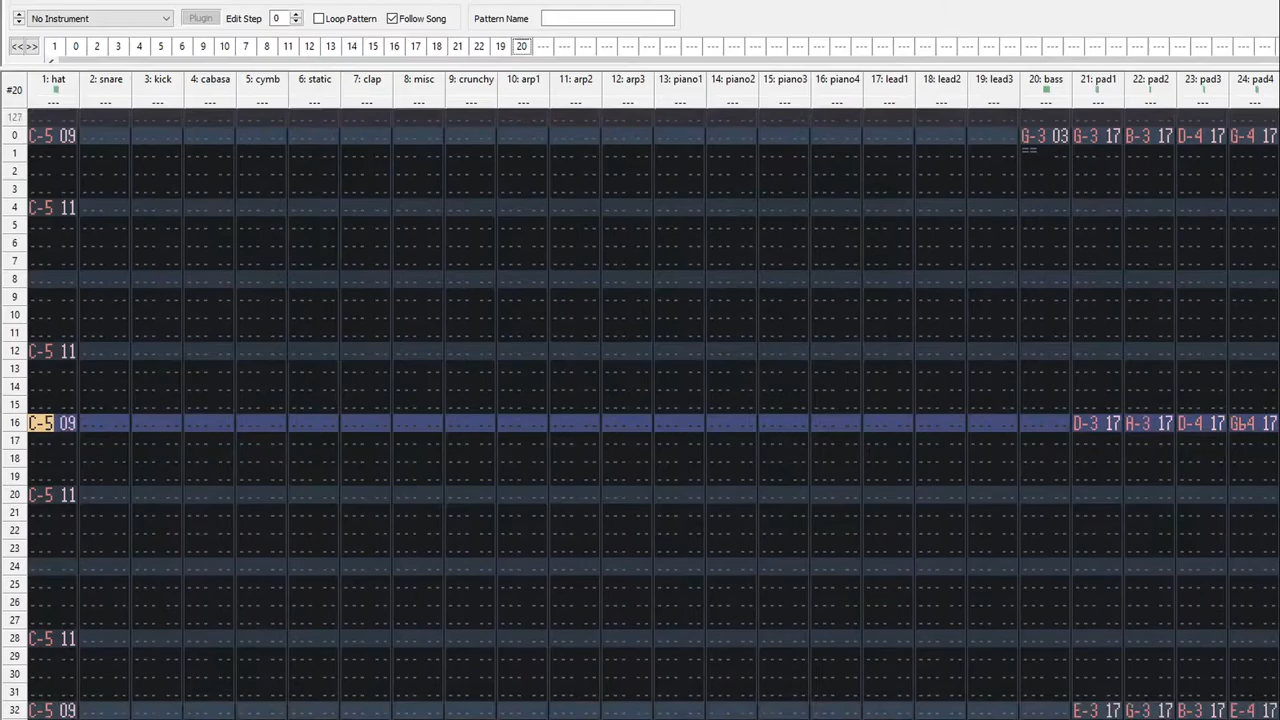 No Instrument Plugin Edit Step 0 Loop Pattern Follow Song Pattern Name
<< >> 1 0 2 3 4 5 6 7 9 8 11 12 13 14 10 15 16 17 18 21 22 19 20 --- --- --- --- --- --- --- --- --- --- --- --- --- ---
#20 1: hat 2: snare 3: kick 4: cabasa 5: cymb 6: static 7: clap 8: misc 9: crunchy 10: arp1 11: arp2 12: arp3 13: piano1 14: piano2 15: piano3 16: piano4 17: lead1 18: lead2 19: lead3 20: bass 21: pad1 22: pad2 23: pad3 24: pad4
--- --- --- --- --- --- --- --- --- --- --- --- --- --- --- --- --- --- --- --- --- --- --- ---
127
0 C-5 09 G-3 03 G-3 17 B-3 17 D-4 17 G-4 17
1 ==
2
3
4 C-5 11
5
6
7
8
9
10
11
12 C-5 11
13
14
15
16 C-5 09 D-3 17 A-3 17 D-4 17 Gb4 17
17
18
19
20 C-5 11
21
22
23
24
25
26
27
28 C-5 11
29
30
31
32 C-5 09 E-3 17 G-3 17 B-3 17 E-4 17